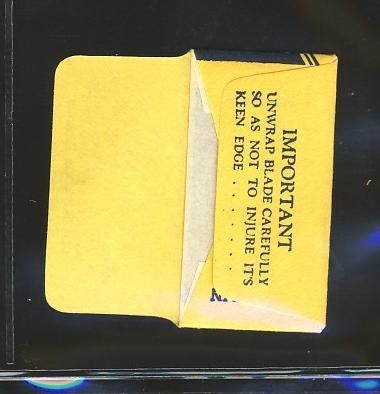 IMPORTANT
UNWRAP BLADE CAREFULLY
SO AS NOT TO INJURE IT'S
KEEN EDGE . . . . . .